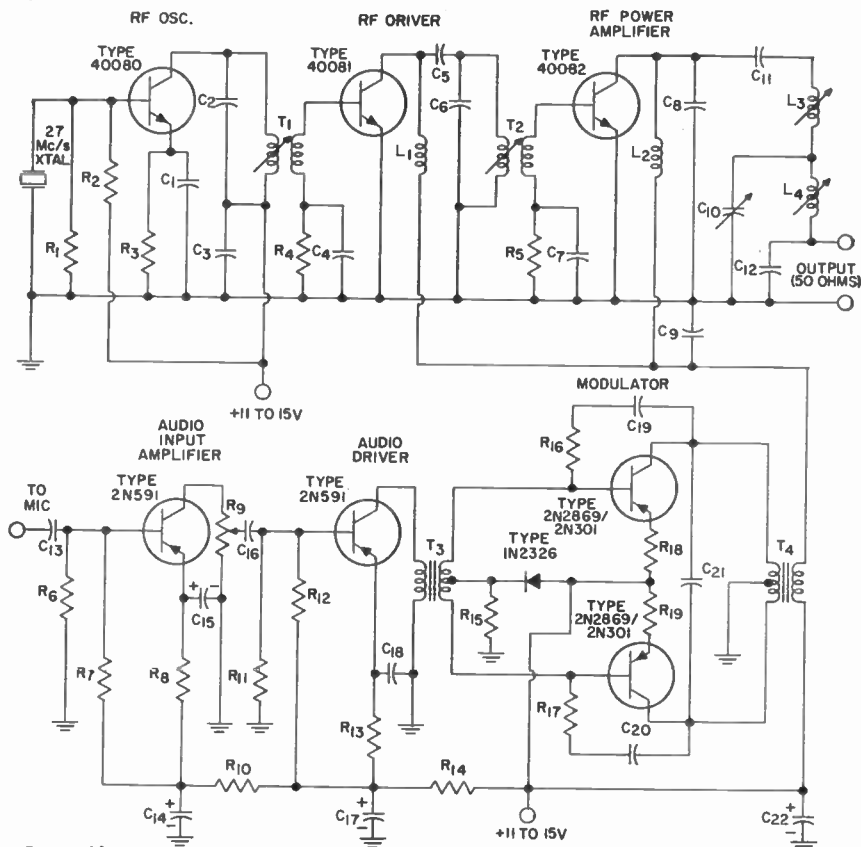 RF OSC.
RF DRIVER
RF POWER
AMPLIFIER
TYPE
40080
TYPE
40081
TYPE
40082
C2
C5
C6
C8
C11
L3
27
Mc/s
XTAL
R2
C1
T1
L1
T2
L2
C10
L4
R1
R3
C3
R4
C4
R5
C7
C12
OUTPUT
(50 OHMS)
C9
+11 TO 15V
MODULATOR
AUDIO
INPUT
AMPLIFIER
AUDIO
DRIVER
C19
R16
TYPE
2N591
TYPE
2N591
TO
MIC
R9
C13
C16
T3
TYPE
2N2869/
2N301
TYPE
1N2326
R18
T4
R6
C15
R12
R15
C21
TYPE
2N2869/
2N301
R19
R7
R8
R11
C18
R17
R13
C20
R10
R14
C14
+
-
C17
+
-
+11 TO 15V
C22
+
-